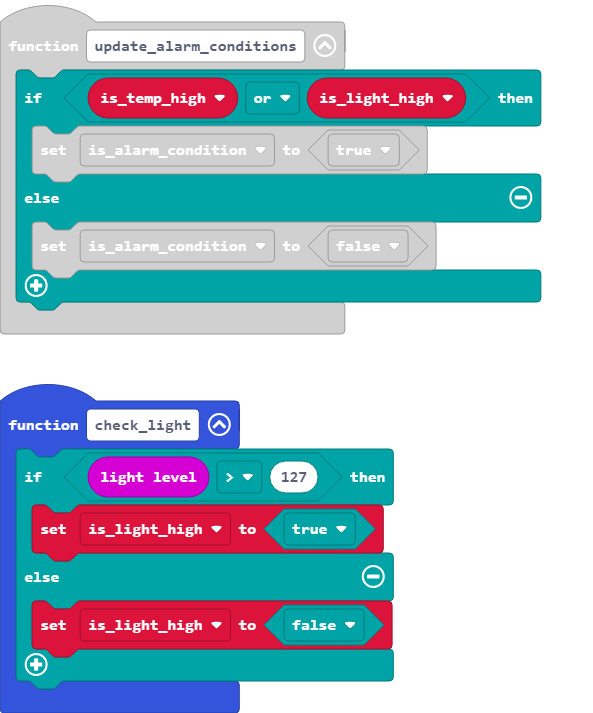 function update_alarm_conditions
if is_temp_high or is_light_high then
set is_alarm_condition to true
else
set is_alarm_condition to false
function check_light
if light level > 127 then
set is_light_high to true
else
set is_light_high to false